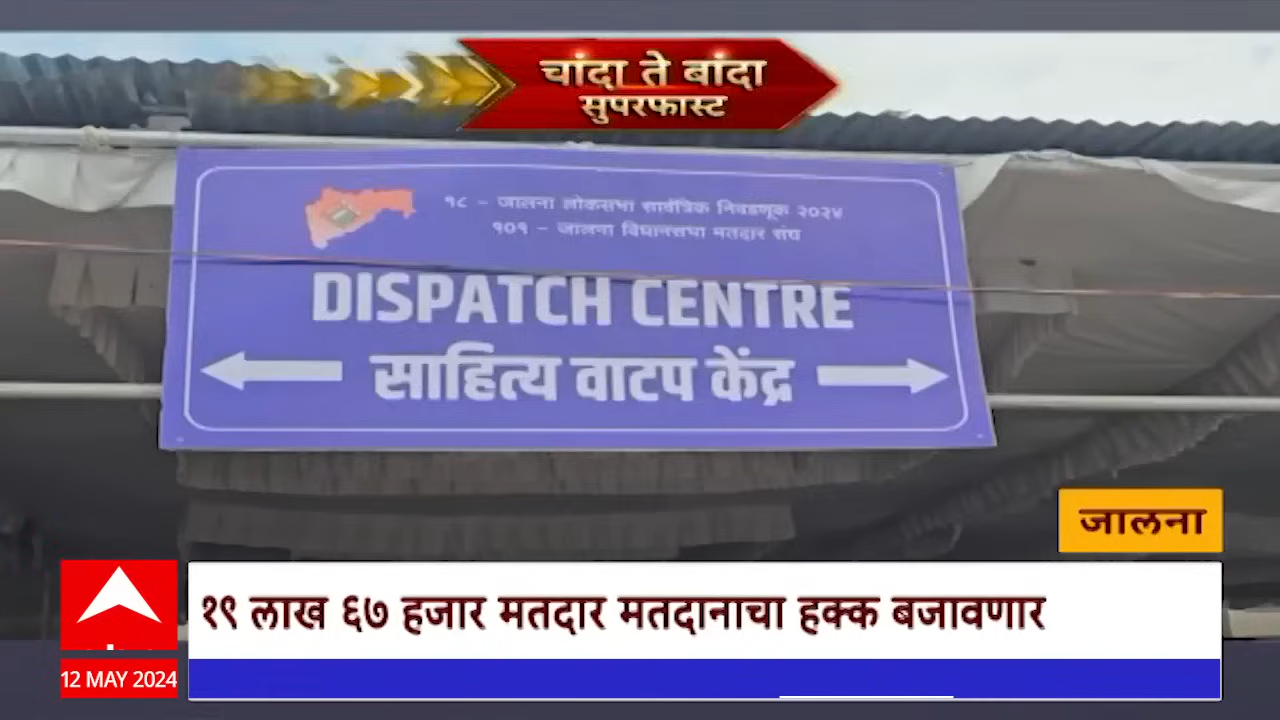 चांदा ते बांदा
सुपरफास्ट
१८ - जालना लोकसभा सार्वत्रिक निवडणूक २०२४
१०१ - जालना विधानसभा मतदार संघ
DISPATCH CENTRE
साहित्य वाटप केंद्र
जालना
१९ लाख ६७ हजार मतदार मतदानाचा हक्क बजावणार
12 MAY 2024